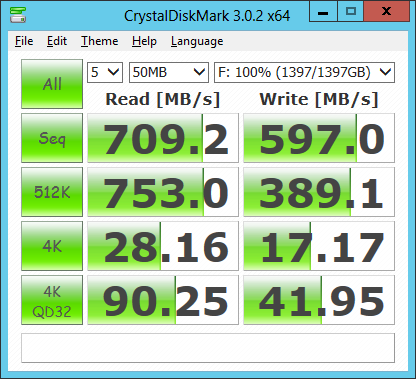 CrystalDiskMark 3.0.2 x64
File Edit Theme Help Language
All 5 50MB F: 100% (1397/1397GB)
Read [MB/s] Write [MB/s]
Seq 709.2 597.0
512K 753.0 389.1
4K 28.16 17.17
4K QD32 90.25 41.95